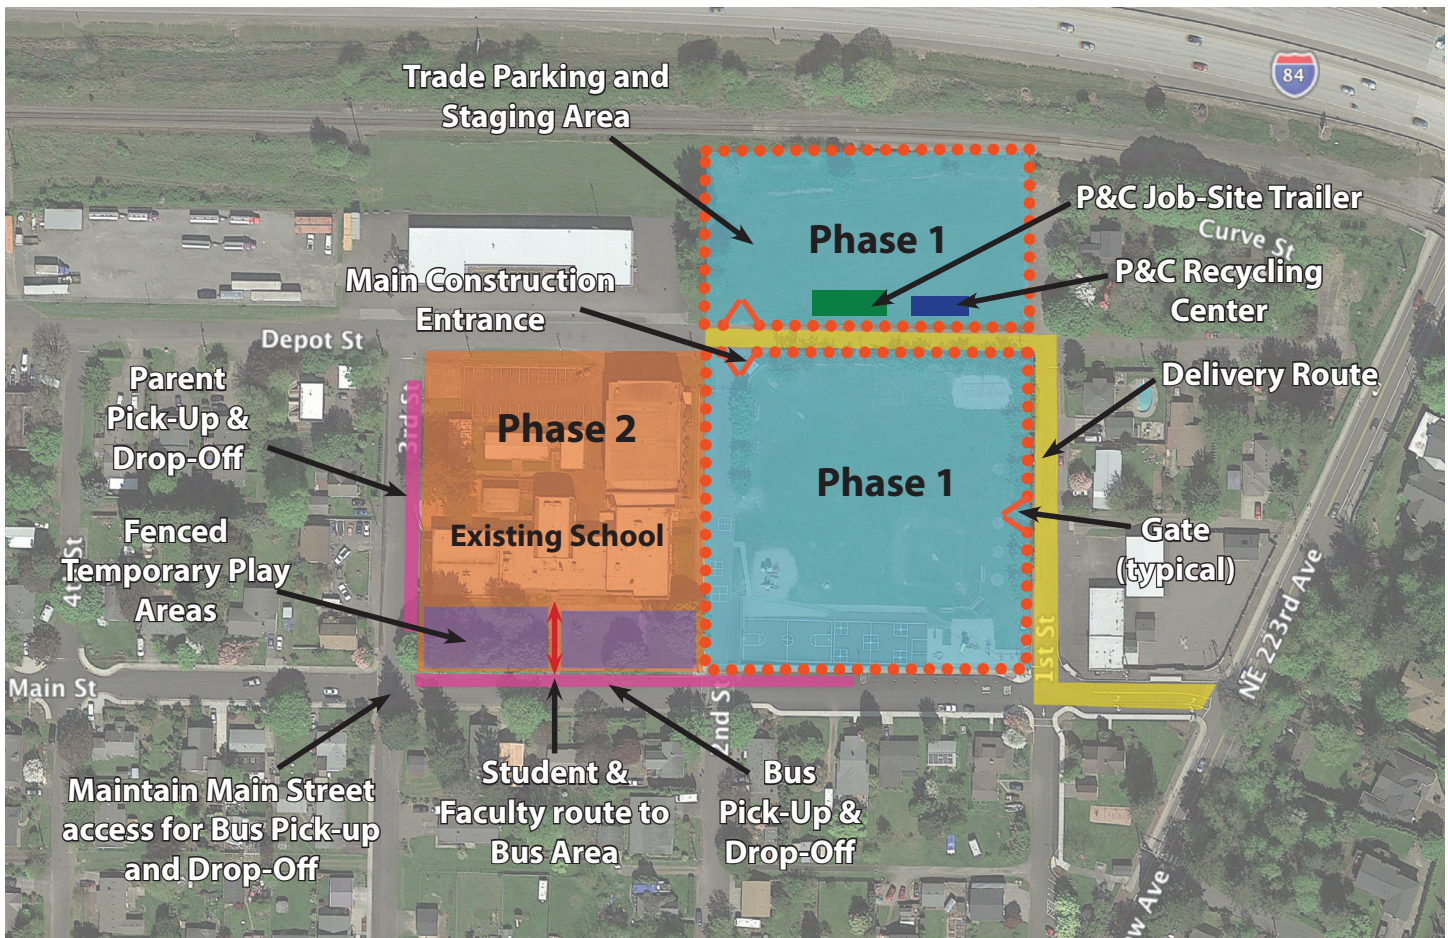 84
Trade Parking and
Staging Area
P&C Job-Site Trailer
Curve St
Phase 1
P&C Recycling
Center
Main Construction
Entrance
Depot St
Parent
Pick-Up &
Drop-Off
3rd St
Delivery Route
Phase 2
Phase 1
Existing School
Gate
(typical)
Fenced
Temporary Play
Areas
4th St
1st St
NE 223rd Ave
Main St
2nd St
Maintain Main Street
access for Bus Pick-up
and Drop-Off
Student &
Faculty route to
Bus Area
Bus
Pick-Up &
Drop-Off
Ave